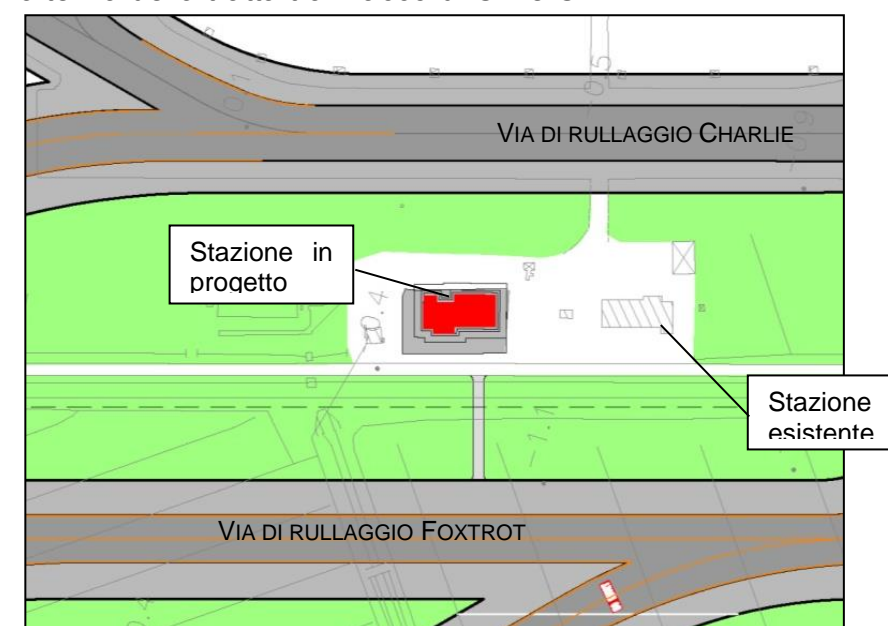 VIA DI RULLAGGIO CHARLIE
Stazione in
progetto
Stazione
esistente
VIA DI RULLAGGIO FOXTROT